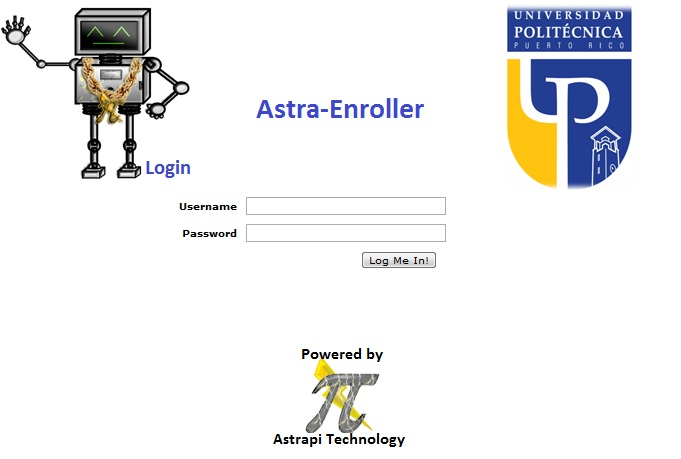 UNIVERSIDAD
POLITÉCNICA
PUERTO RICO
Astra-Enroller
Login
Username
Password
Log Me In!
Powered by
π
Astrapi Technology